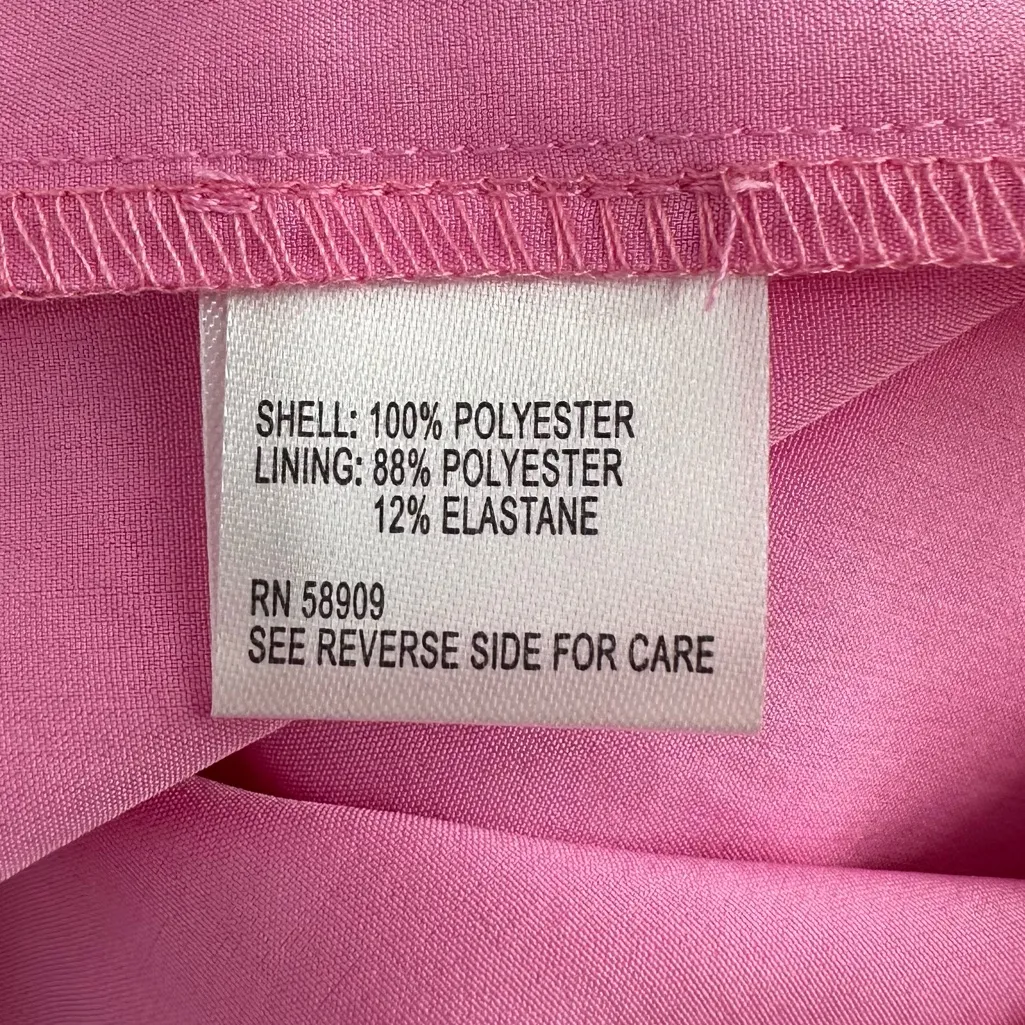 SHELL: 100% POLYESTER
LINING: 88% POLYESTER
12% ELASTANE
RN 58909
SEE REVERSE SIDE FOR CARE